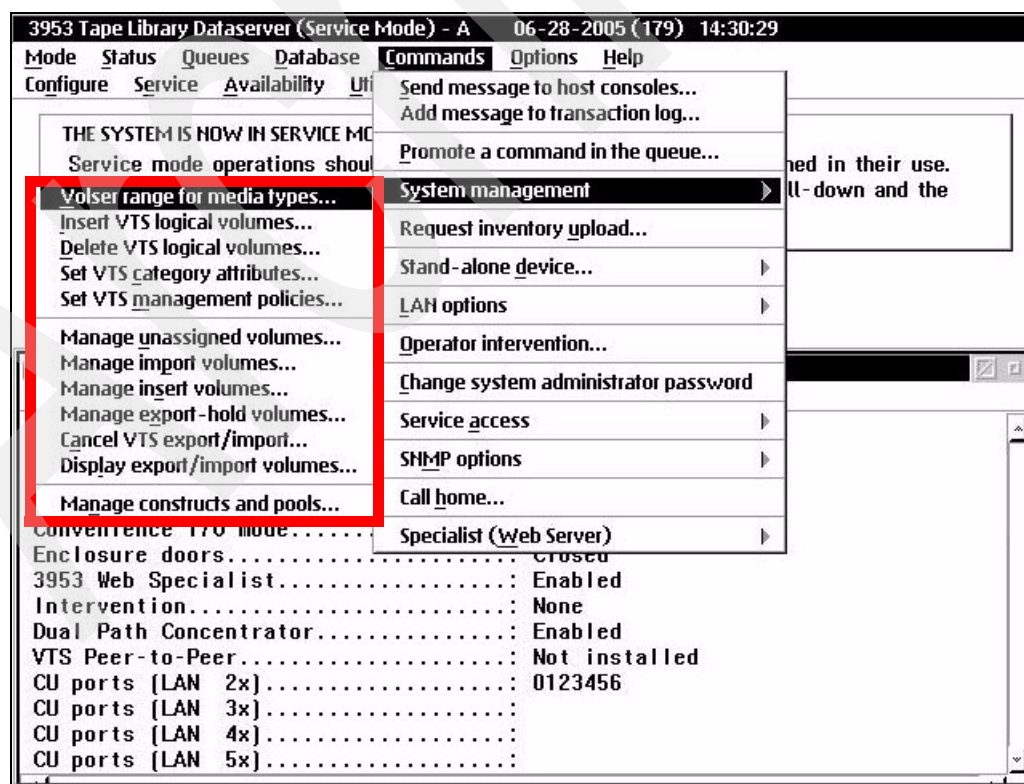 3953 Tape Library Dataserver (Service Mode) - A 06-28-2005 (179) 14:30:29
Mode Status Queues Database Commands Options Help
Configure Service Availability Uti
THE SYSTEM IS NOW IN SERVICE MO
Service mode operations shoul
ned in their use.
ll-down and the
Send message to host consoles...
Add message to transaction log...
Promote a command in the queue...
System management
Request inventory upload...
Stand-alone device...
LAN options
Operator intervention...
Change system administrator password
Service access
SNMP options
Call home...
Specialist (Web Server)
Volser range for media types...
Insert VTS logical volumes...
Delete VTS logical volumes...
Set VTS category attributes...
Set VTS management policies...
Manage unassigned volumes...
Manage import volumes...
Manage insert volumes...
Manage export-hold volumes...
Cancel VTS export/import...
Display export/import volumes...
Manage constructs and pools...
Convenience I/O mode.......
Enclosure doors......................: Closed
3953 Web Specialist..................: Enabled
Intervention.........................: None
Dual Path Concentrator...............: Enabled
VTS Peer-to-Peer.....................: Not installed
CU ports (LAN 2x)....................: 0123456
CU ports (LAN 3x)....................:
CU ports (LAN 4x)....................:
CU ports (LAN 5x)....................: